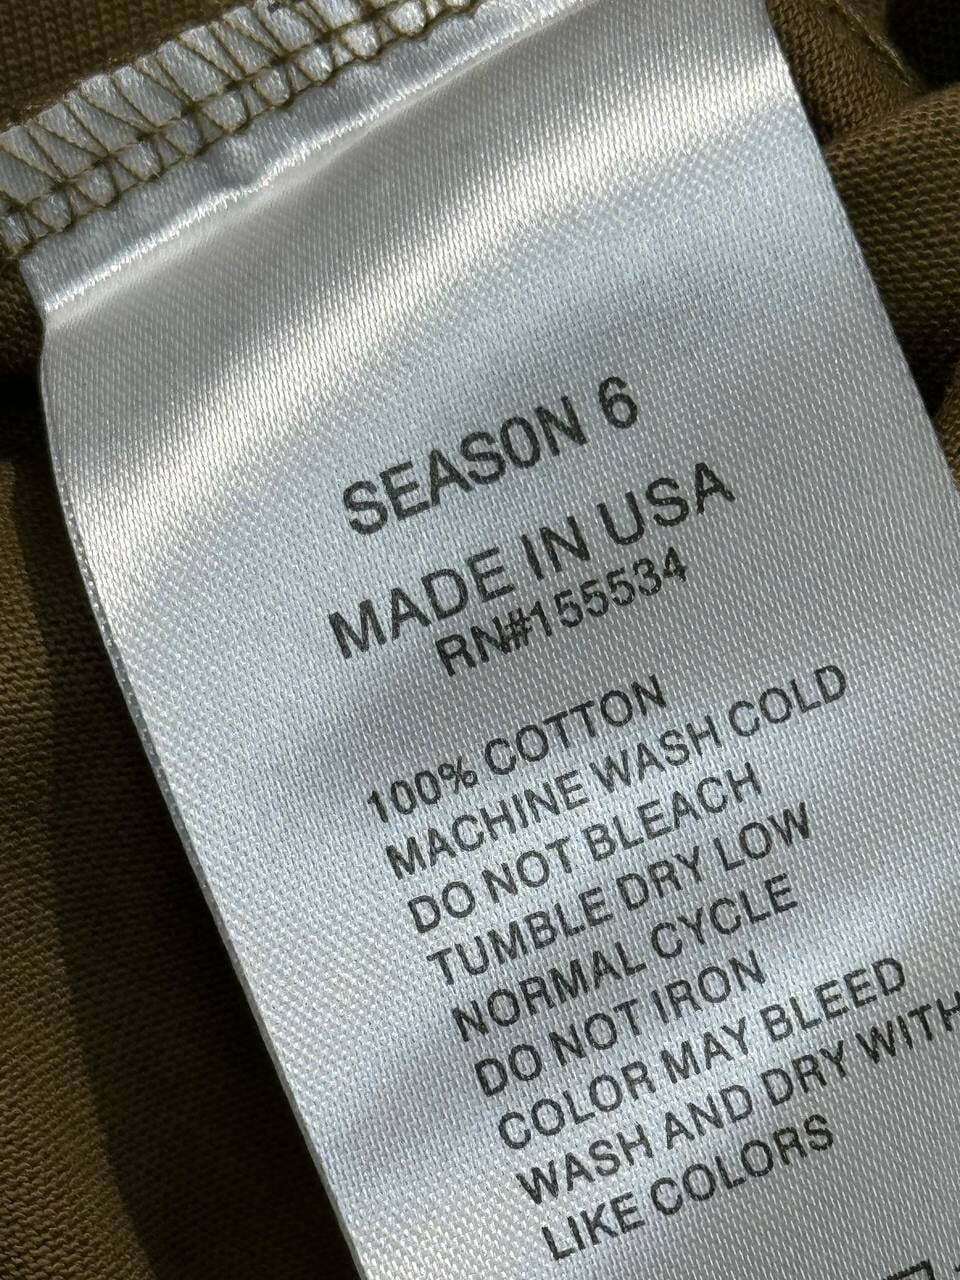 SEASON 6
MADE IN USA
RN#155534
100% COTTON
MACHINE WASH COLD
DO NOT BLEACH
TUMBLE DRY LOW
NORMAL CYCLE
DO NOT IRON
COLOR MAY BLEED
WASH AND DRY WITH
LIKE COLORS